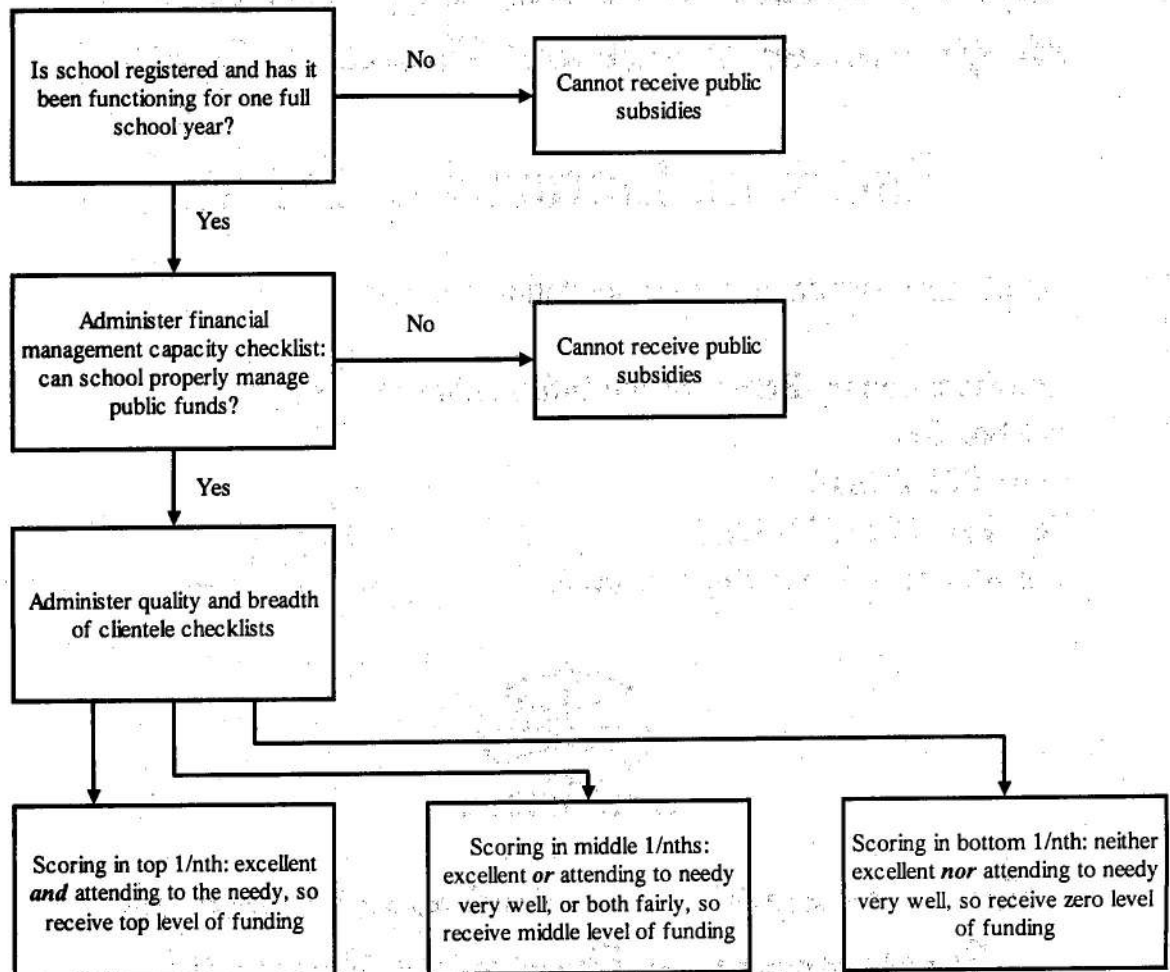 Is school registered and has it
been functioning for one full
school year?
No
Cannot receive public
subsidies
Yes
Administer financial
management capacity checklist:
can school properly manage
public funds?
No
Cannot receive public
subsidies
Yes
Administer quality and breadth
of clientele checklists
Scoring in top 1/nth: excellent
and attending to the needy, so
receive top level of funding
Scoring in middle 1/nths:
excellent or attending to needy
very well, or both fairly, so
receive middle level of funding
Scoring in bottom 1/nth: neither
excellent nor attending to needy
very well, so receive zero level
of funding